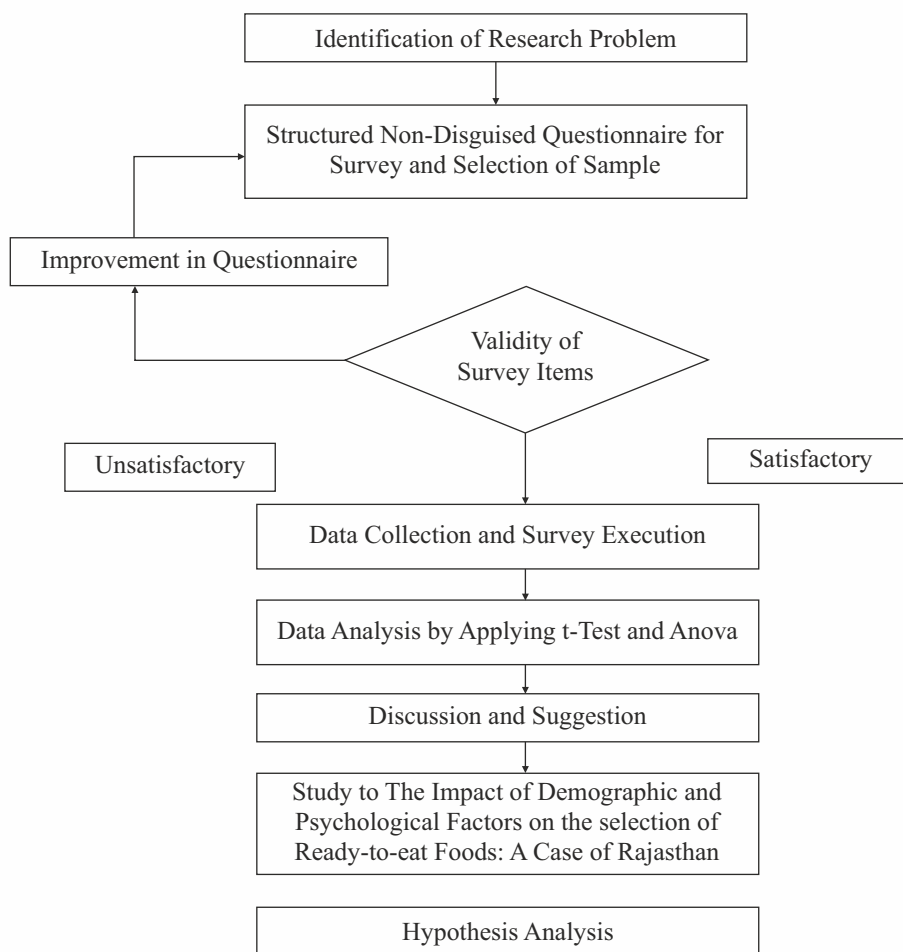 Identification of Research Problem
Structured Non-Disguised Questionnaire for
Survey and Selection of Sample
Improvement in Questionnaire
Validity of
Survey Items
Unsatisfactory
Satisfactory
Data Collection and Survey Execution
Data Analysis by Applying t-Test and Anova
Discussion and Suggestion
Study to The Impact of Demographic and
Psychological Factors on the selection of
Ready-to-eat Foods: A Case of Rajasthan
Hypothesis Analysis